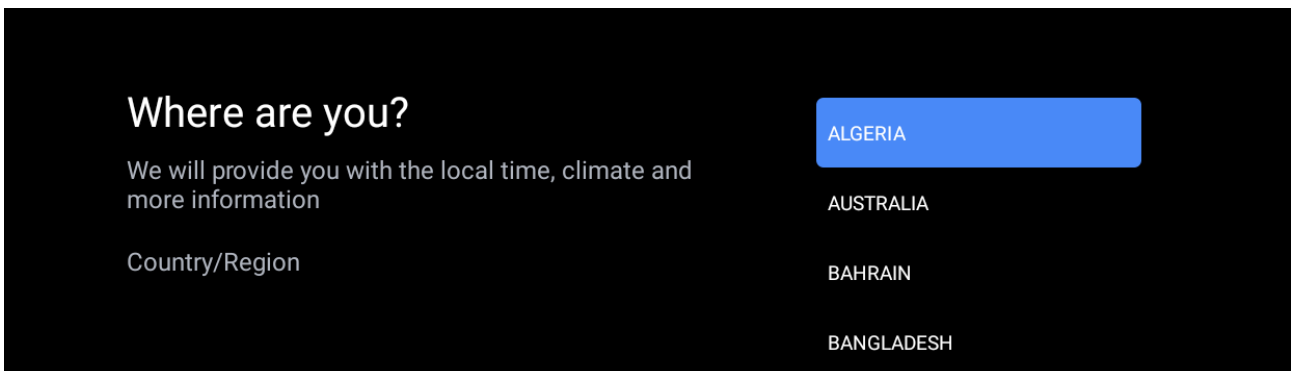 Where are you?
We will provide you with the local time, climate and
more information
Country/Region
ALGERIA
AUSTRALIA
BAHRAIN
BANGLADESH